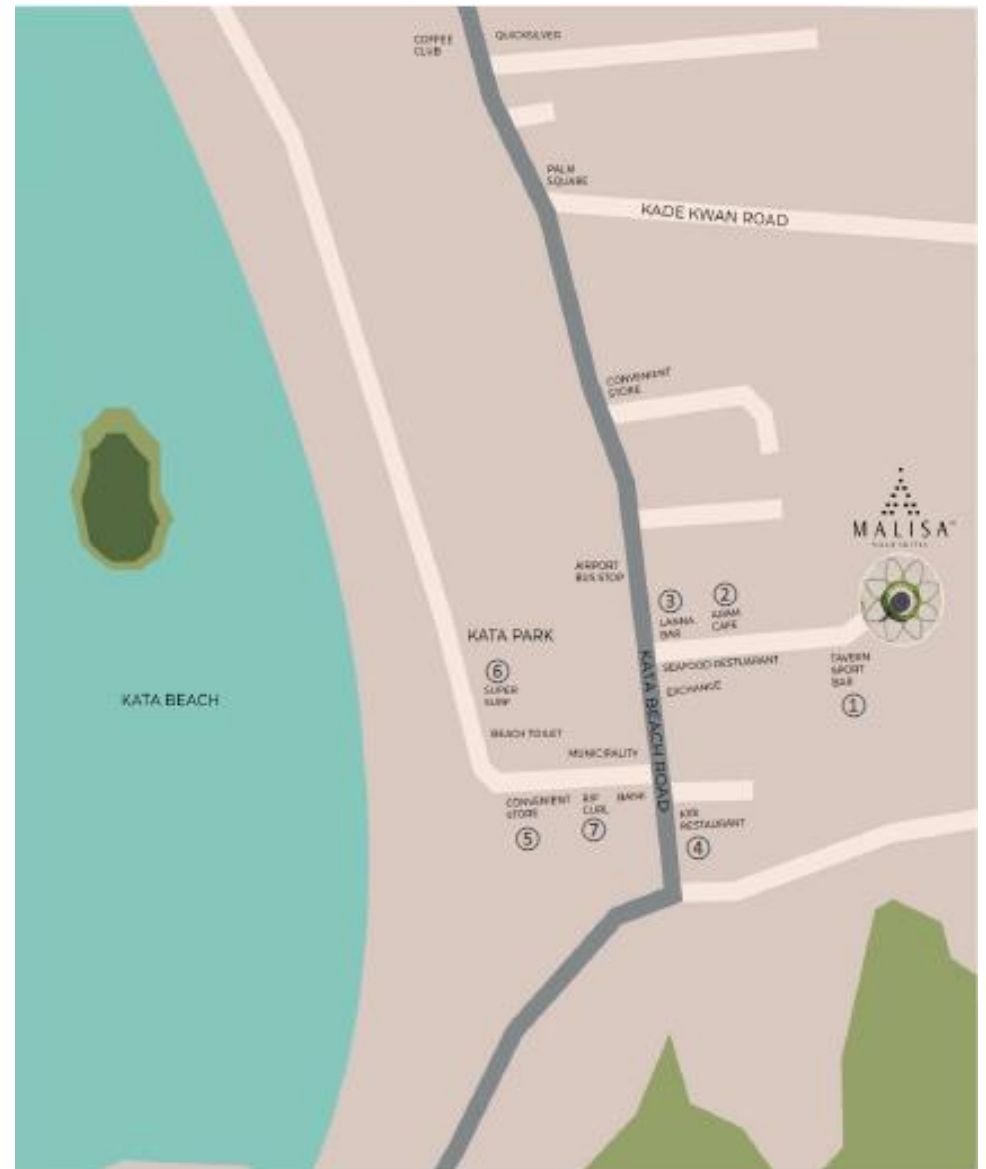 COFFEE
CLUB
QUICKSILVER
PALM
SQUARE
KADE KWAN ROAD
CONVENIENT
STORE
MALISA
AIRPORT
BUS STOP
③
LANNA
BAR
②
CAFE
KATA PARK
⑥
SUPER
SURF
KATA BEACH
SEAFOOD RESTUARANT
EXCHANGE
TAVERN
SPORT
BAR
①
KATA BEACH ROAD
BEACH TOILET
MUNICIPALITY
CONVENIENT
STORE
⑤
RIP
CURL
⑦
BANK
RESTAURANT
④